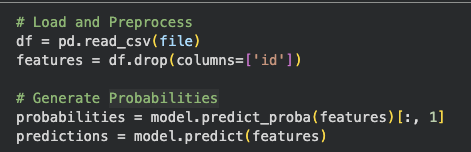 # Load and Preprocess
df = pd.read_csv(file)
features = df.drop(columns=['id'])
# Generate Probabilities
probabilities = model.predict_proba(features)[:, 1]
predictions = model.predict(features)